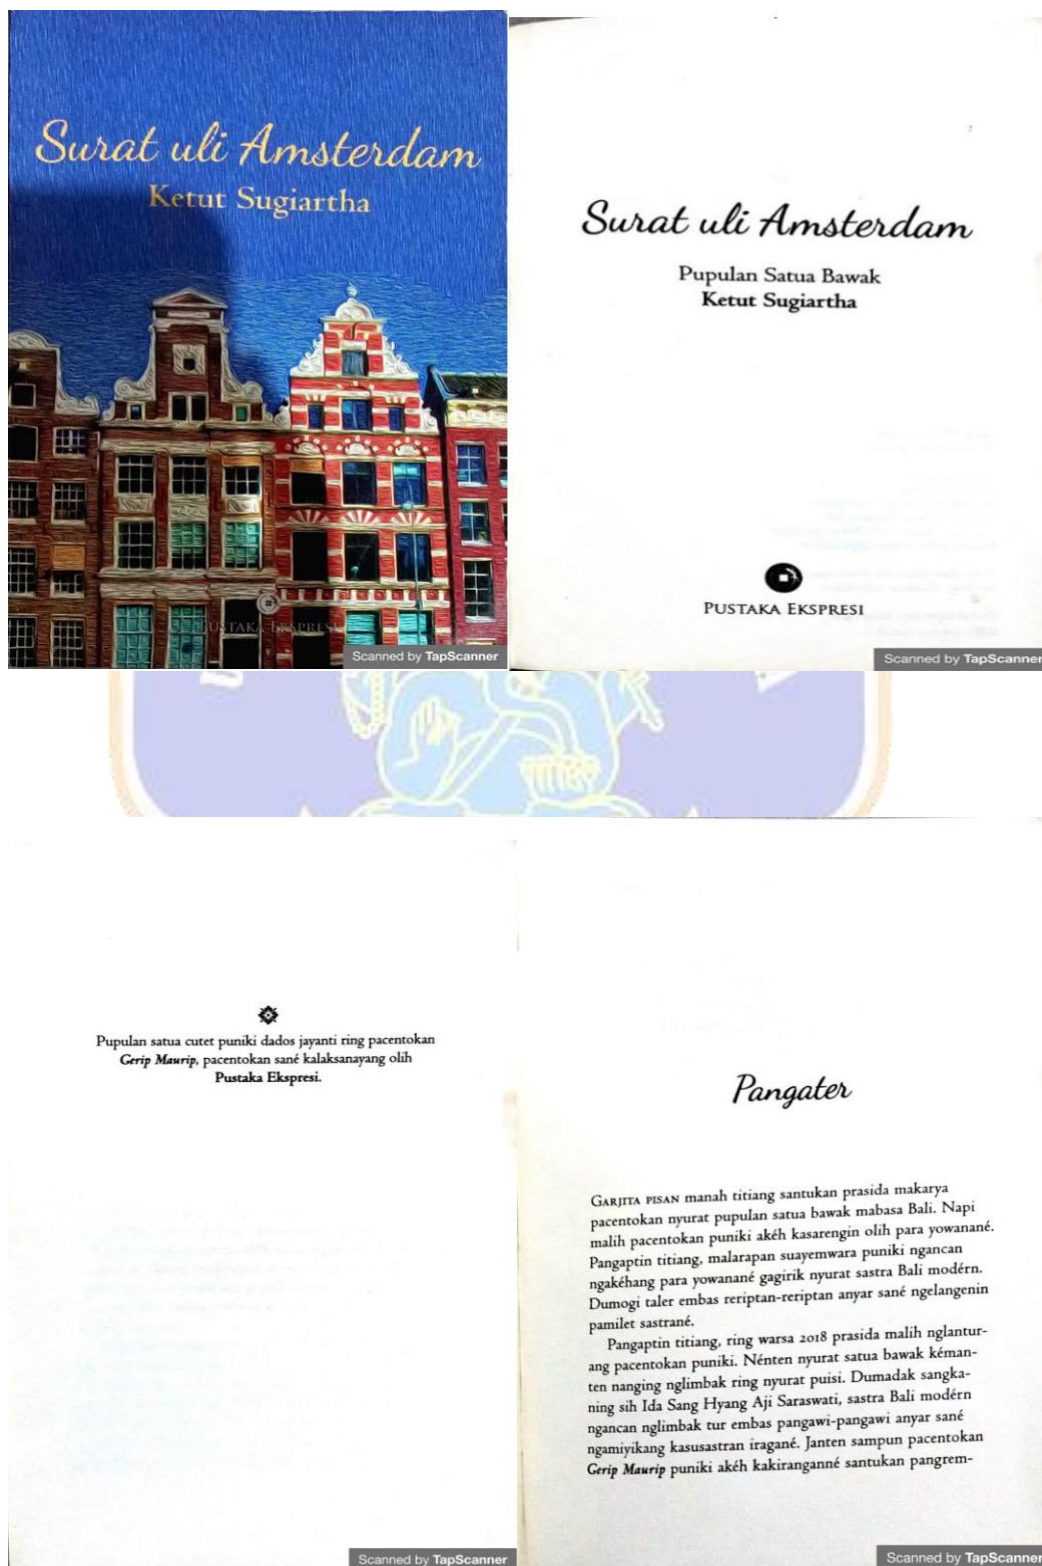 Surat uli Amsterdam
Ketut Sugiartha
PUSTAKA EKSPRESI
Scanned by TapScanner
Surat uli Amsterdam
Pupulan Satua Bawak
Ketut Sugiartha
PUSTAKA EKSPRESI
Scanned by TapScanner
Pupulan satua cutet puniki dados jayanti ring pacentokan
Gerip Maurip, pacentokan sané kalaksanayang olih
Pustaka Ekspresi.
Scanned by TapScanner
Pangater
GARJITA PISAN manah titiang santukan prasida makarya
pacentokan nyurat pupulan satua bawak mabasa Bali. Napi
malih pacentokan puniki akéh kasarengin olih para yowanané.
Pangaptin titiang, malarapan suayemwara puniki ngancan
ngakéhang para yowanané gagirik nyurat sastra Bali modérn.
Dumogi taler embas reriptan-reriptan anyar sané ngelangenin
pamilet sastrané.
Pangaptin titiang, ring warsa 2018 prasida malih nglantur-
ang pacentokan puniki. Nénten nyurat satua bawak kéman-
ten nanging nglimbak ring nyurat puisi. Dumadak sangka-
ning sih Ida Sang Hyang Aji Saraswati, sastra Bali modérn
ngancan nglimbak tur embas pangawi-pangawi anyar sané
ngamiyikang kasusastran iragané. Janten sampun pacentokan
Gerip Maurip puniki akéh kakiranganné santukan pangrem-
Scanned by TapScanner